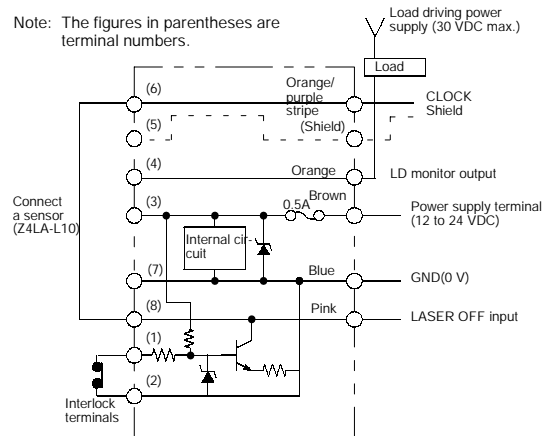 Note: The figures in parentheses are
terminal numbers.
Load driving power
supply (30 VDC max.)
Load
(6)
Orange/
purple
stripe
CLOCK
(5)
(Shield)
Shield
(4)
Orange
LD monitor output
Connect
a sensor
(Z4LA-L10)
(3)
0.5A
Brown
Power supply terminal
(12 to 24 VDC)
Internal cir-
cuit
(7)
Blue
GND(0 V)
(8)
Pink
LASER OFF input
(1)
(2)
Interlock
terminals